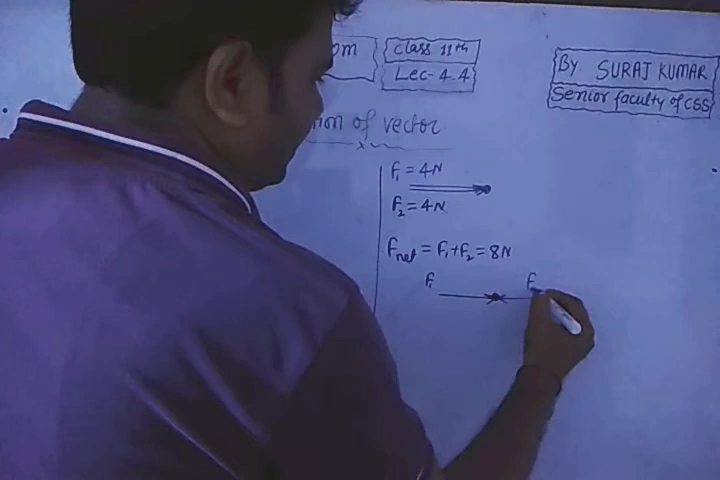 Class 11th
Lec-4.4
By SURAJ KUMAR
Senior faculty of CSS
of vector
F₁ = 4N
F₂ = 4N
Fnet = F₁+F₂ = 8N
F₁ F